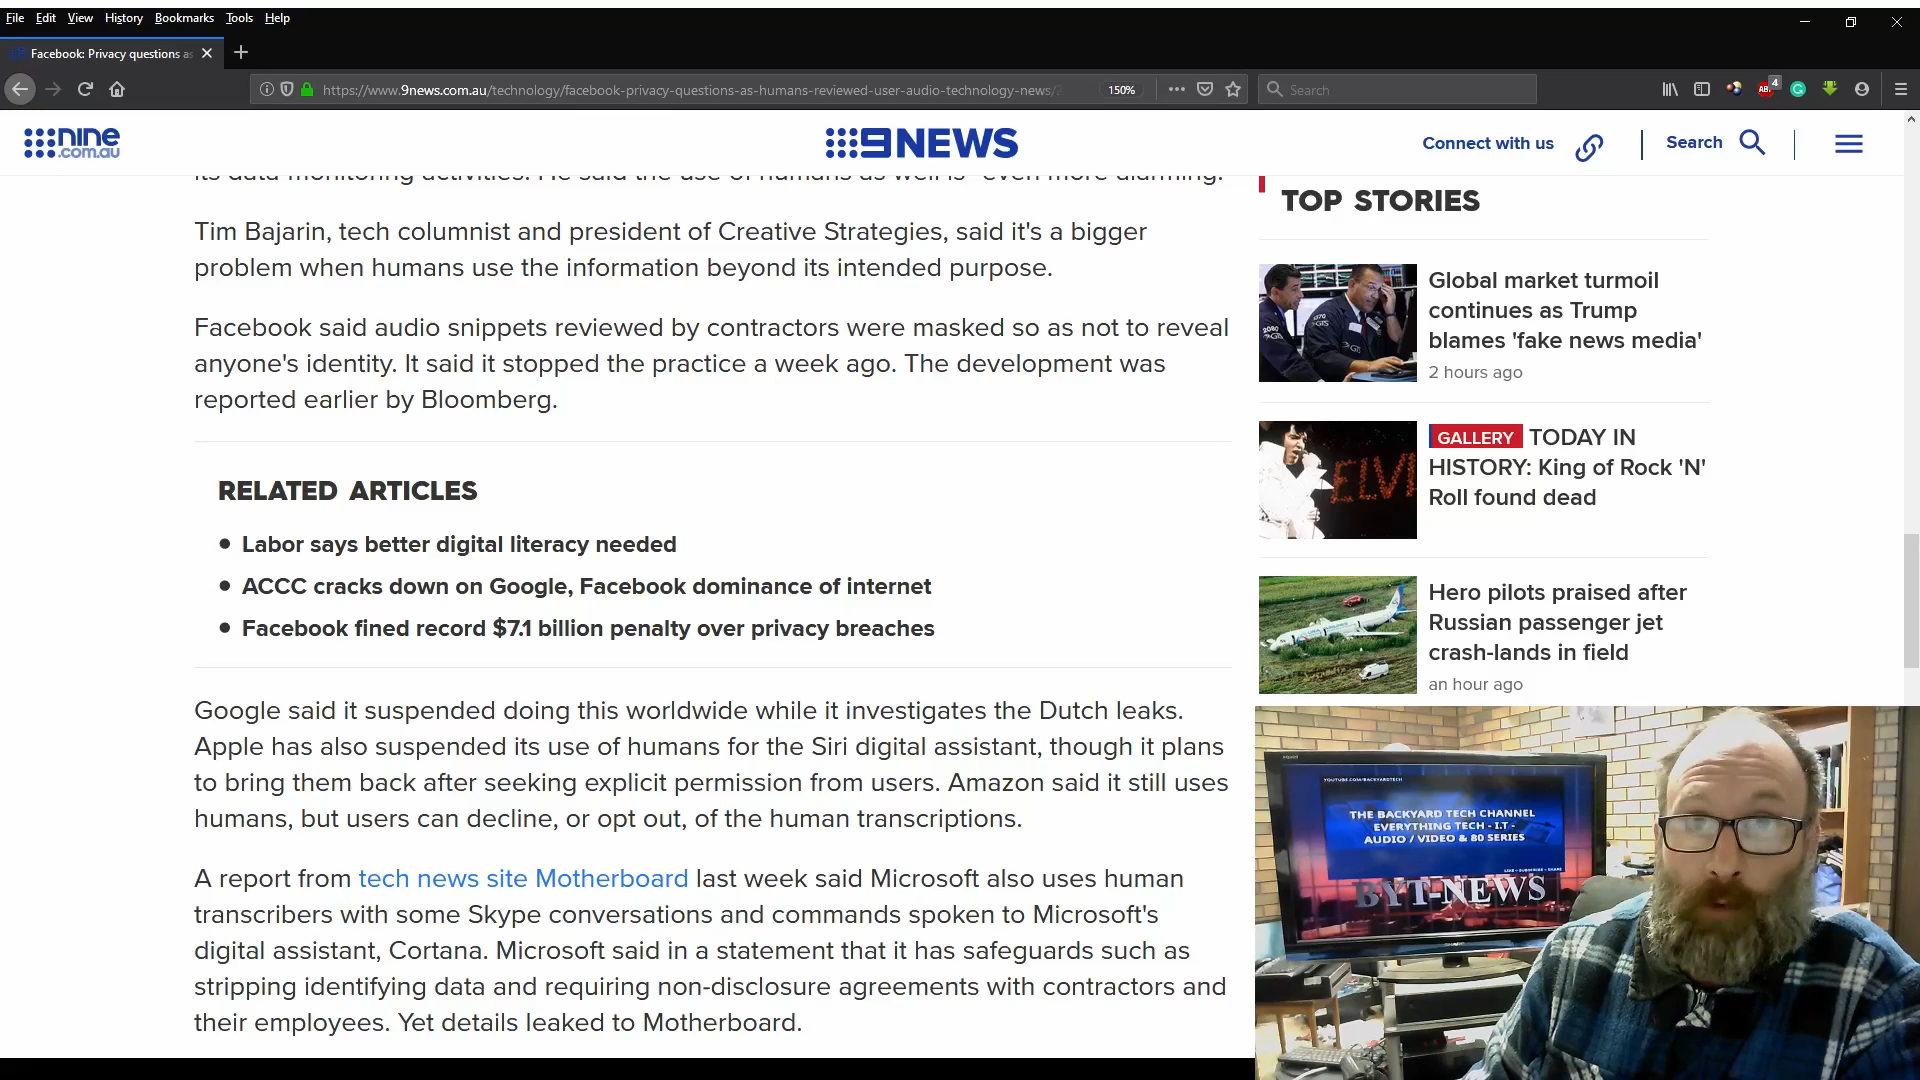 File Edit View History Bookmarks Tools Help
Facebook: Privacy questions as
https://www.9news.com.au/technology/facebook-privacy-questions-as-humans-reviewed-user-audio-technology-news/
150%
Search
ABP
4
nine
.com.au
9NEWS
Connect with us
Search
its data monitoring activities. He said the use of humans as well is "even more alarming."
Tim Bajarin, tech columnist and president of Creative Strategies, said it's a bigger
problem when humans use the information beyond its intended purpose.
Facebook said audio snippets reviewed by contractors were masked so as not to reveal
anyone's identity. It said it stopped the practice a week ago. The development was
reported earlier by Bloomberg.
RELATED ARTICLES
Labor says better digital literacy needed
ACCC cracks down on Google, Facebook dominance of internet
Facebook fined record $7.1 billion penalty over privacy breaches
Google said it suspended doing this worldwide while it investigates the Dutch leaks.
Apple has also suspended its use of humans for the Siri digital assistant, though it plans
to bring them back after seeking explicit permission from users. Amazon said it still uses
humans, but users can decline, or opt out, of the human transcriptions.
A report from tech news site Motherboard last week said Microsoft also uses human
transcribers with some Skype conversations and commands spoken to Microsoft's
digital assistant, Cortana. Microsoft said in a statement that it has safeguards such as
stripping identifying data and requiring non-disclosure agreements with contractors and
their employees. Yet details leaked to Motherboard.
TOP STORIES
Global market turmoil
continues as Trump
blames 'fake news media'
2 hours ago
GALLERY TODAY IN
HISTORY: King of Rock 'N'
Roll found dead
Hero pilots praised after
Russian passenger jet
crash-lands in field
an hour ago
YOUTUBE.COM/BACKYARDTECH
THE BACKYARD TECH CHANNEL
EVERYTHING TECH - I.T -
AUDIO / VIDEO & 80 SERIES
LIKE - SUBSCRIBE - SHARE
BYT-NEWS